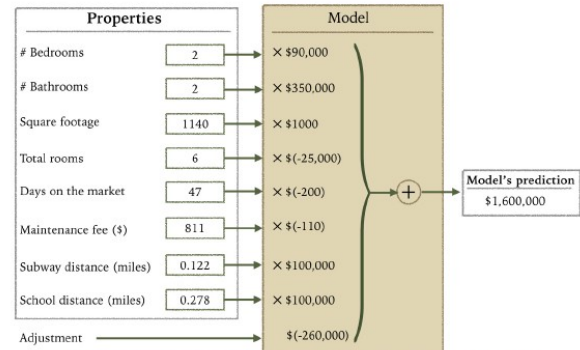 Properties Model
# Bedrooms 2 × $90,000
# Bathrooms 2 × $350,000
Square footage 1140 × $1000
Total rooms 6 × $(-25,000)
Days on the market 47 × $(-200)
Maintenance fee ($) 811 × $(-110)
Subway distance (miles) 0.122 × $100,000
School distance (miles) 0.278 × $100,000
Adjustment $(-260,000)
+
Model's prediction
$1,600,000